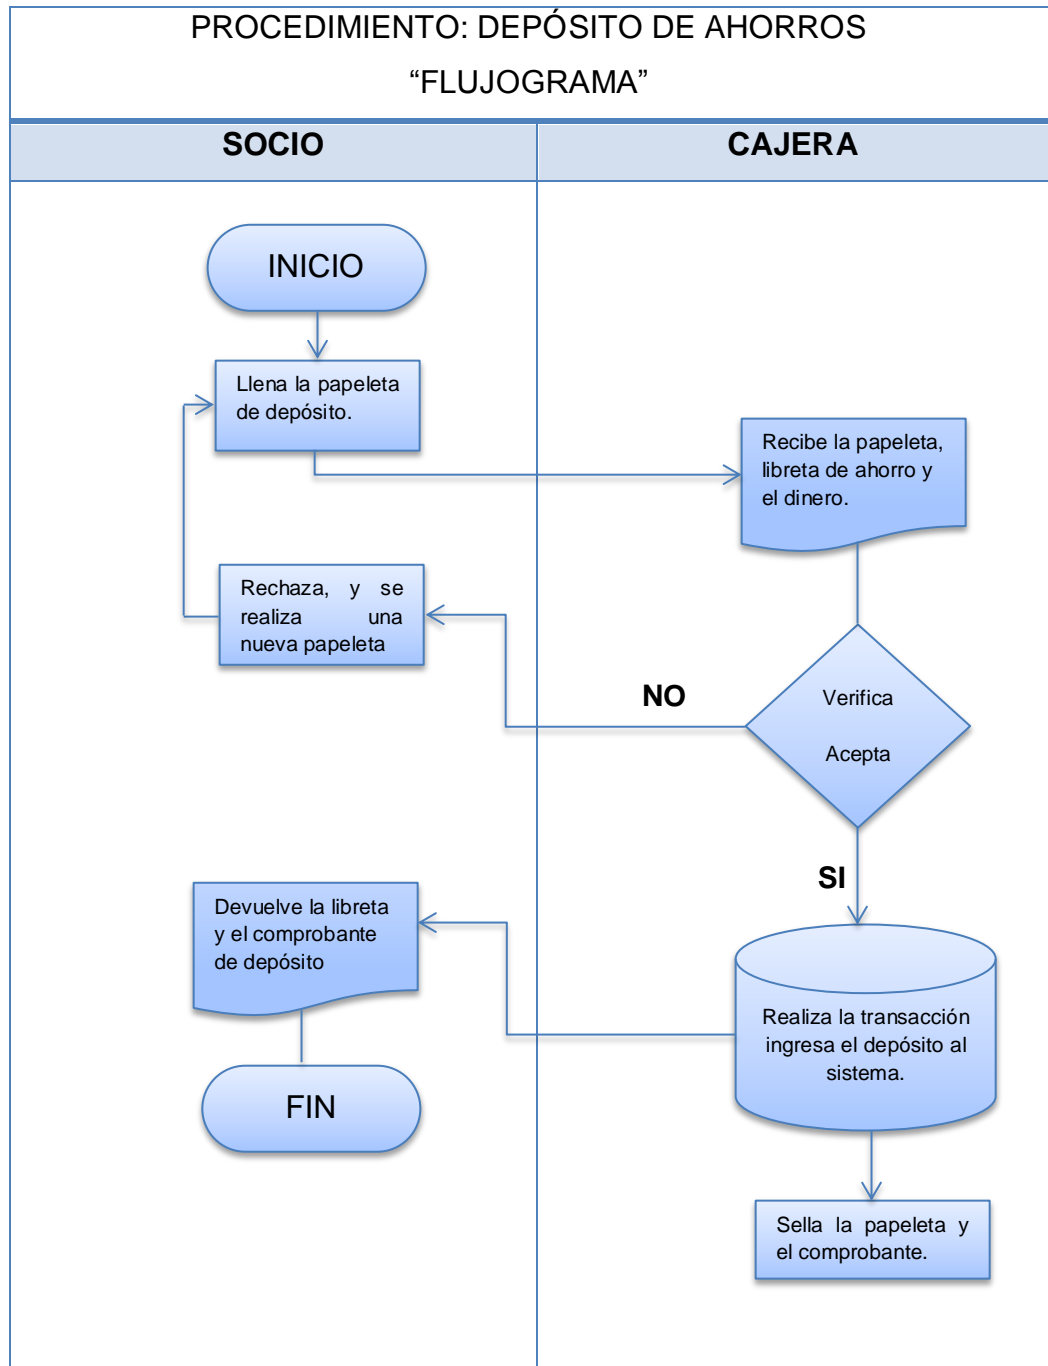 PROCEDIMIENTO: DEPÓSITO DE AHORROS
“FLUJOGRAMA”
SOCIO
CAJERA
INICIO
Llena la papeleta
de depósito.
Recibe la papeleta,
libreta de ahorro y
el dinero.
Rechaza, y se
realiza una
nueva papeleta
NO
Verifica
Acepta
SI
Devuelve la libreta
y el comprobante
de depósito
Realiza la transacción
ingresa el depósito al
sistema.
FIN
Sella la papeleta y
el comprobante.